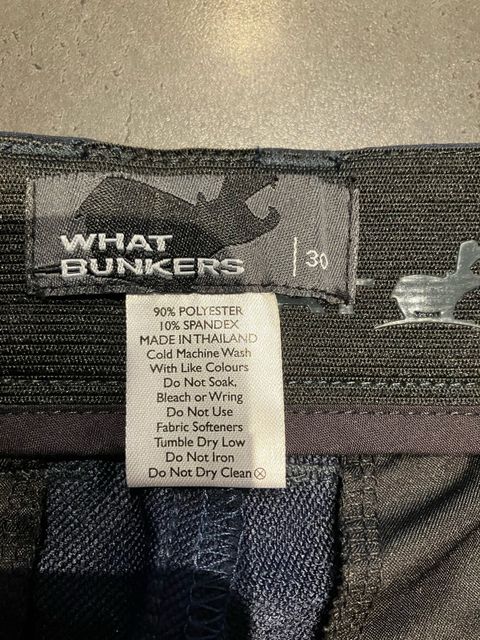 WHAT
BUNKERS
30
90% POLYESTER
10% SPANDEX
MADE IN THAILAND
Cold Machine Wash
With Like Colours
Do Not Soak,
Bleach or Wring
Do Not Use
Fabric Softeners
Tumble Dry Low
Do Not Iron
Do Not Dry Clean